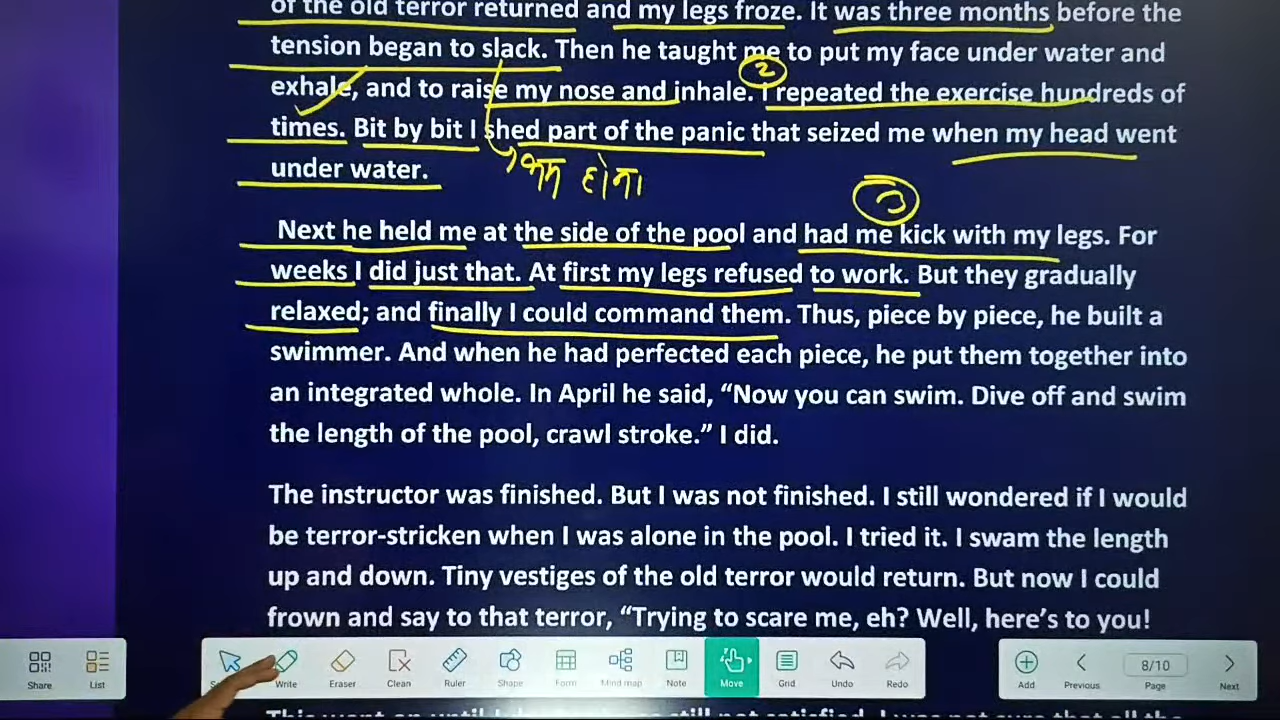 of the old terror returned and my legs froze. It was three months before the
tension began to slack. Then he taught me to put my face under water and
2
exhale, and to raise my nose and inhale. I repeated the exercise hundreds of
times. Bit by bit I shed part of the panic that seized me when my head went
under water.
कम होना
3
Next he held me at the side of the pool and had me kick with my legs. For
weeks I did just that. At first my legs refused to work. But they gradually
relaxed; and finally I could command them. Thus, piece by piece, he built a
swimmer. And when he had perfected each piece, he put them together into
an integrated whole. In April he said, “Now you can swim. Dive off and swim
the length of the pool, crawl stroke.” I did.
The instructor was finished. But I was not finished. I still wondered if I would
be terror-stricken when I was alone in the pool. I tried it. I swam the length
up and down. Tiny vestiges of the old terror would return. But now I could
frown and say to that terror, “Trying to scare me, eh? Well, here’s to you!
Share List Write Eraser Clean Ruler Shape Form Mind map Note Move Grid Undo Redo Add Previous 8/10 Page Next